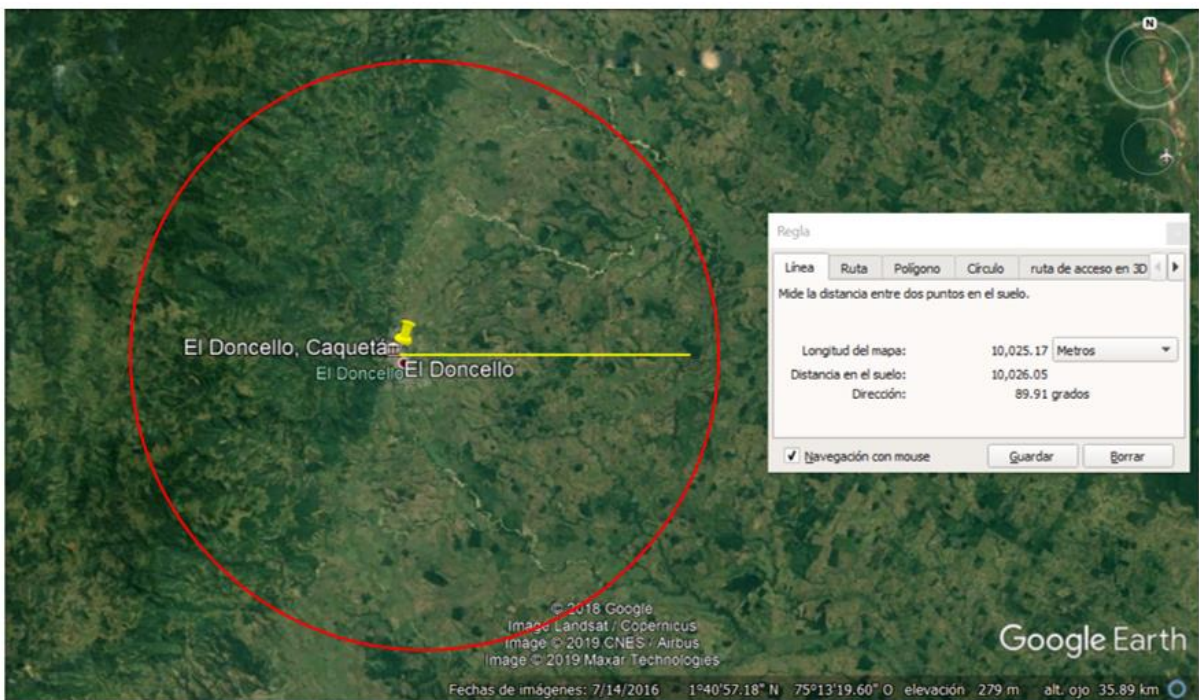 N
Regla
Línea Ruta Polígono Círculo ruta de acceso en 3D
Mide la distancia entre dos puntos en el suelo.
Longitud del mapa: 10,025.17 Metros
Distancia en el suelo: 10,026.05
Dirección: 89.91 grados
Navegación con mouse Guardar Borrar
El Doncello, Caquetá
El Doncello
El Doncello
© 2018 Google
Image Landsat / Copernicus
Image © 2019 CNES / Airbus
Image © 2019 Maxar Technologies
Google Earth
Fechas de imágenes: 7/14/2016 1°40'57.18" N 75°13'19.60" O elevación 279 m alt. ojo 35.89 km